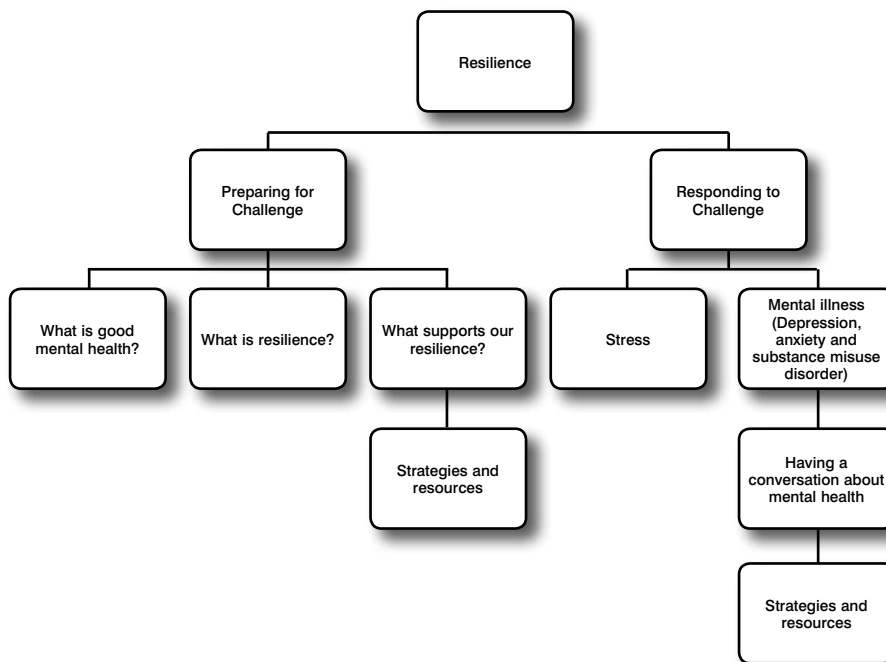 Resilience
Preparing for
Challenge
Responding to
Challenge
What is good
mental health?
What is resilience?
What supports our
resilience?
Stress
Mental illness
(Depression,
anxiety and
substance misuse
disorder)
Strategies and
resources
Having a
conversation about
mental health
Strategies and
resources